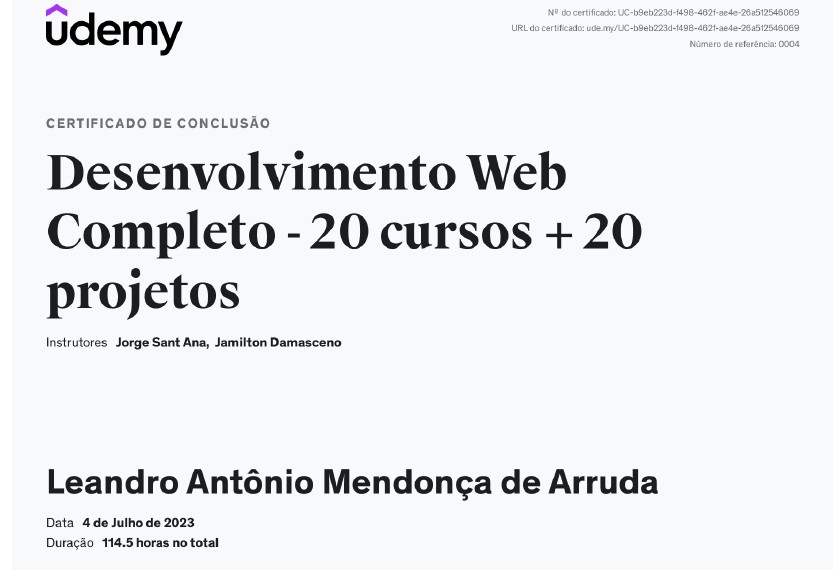 udemy
Nº do certificado: UC-b9eb223d-f498-462f-ae4e-26a512546069
URL do certificado: ude.my/UC-b9eb223d-f498-462f-ae4e-26a512546069
Número de referência: 0004
CERTIFICADO DE CONCLUSÃO
Desenvolvimento Web
Completo - 20 cursos + 20
projetos
Instrutores Jorge Sant Ana, Jamilton Damasceno
Leandro Antônio Mendonça de Arruda
Data 4 de Julho de 2023
Duração 114.5 horas no total